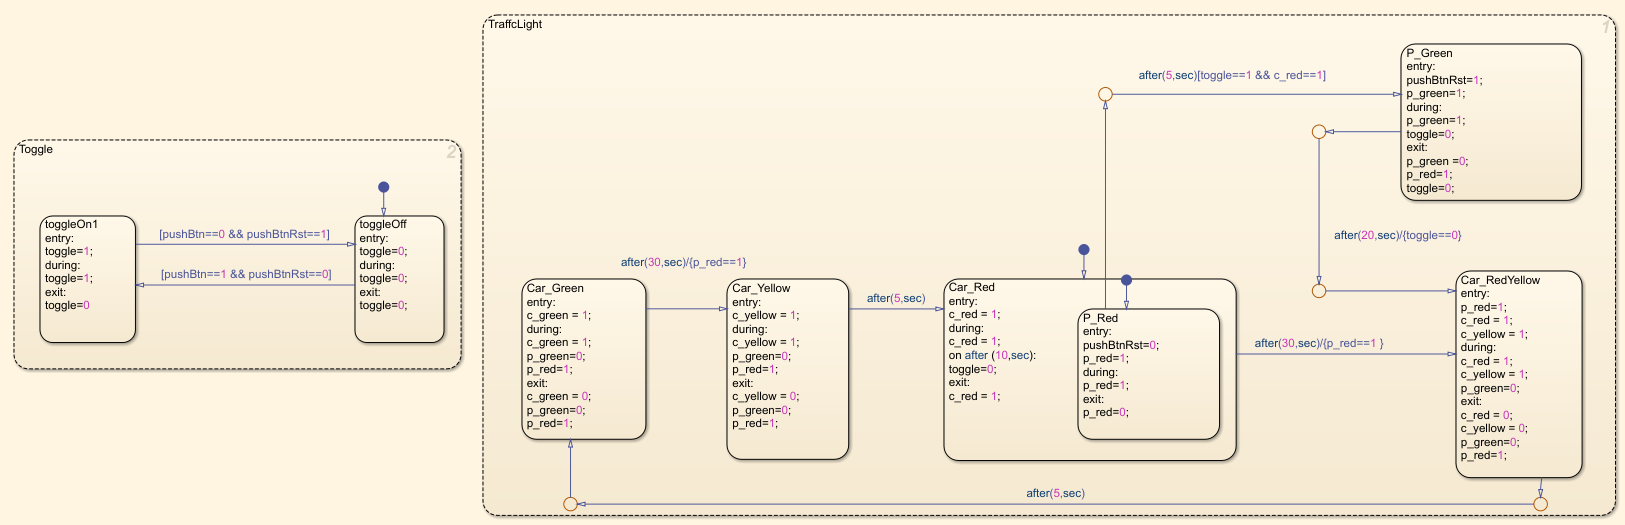 Toggle
2
toggleOn1
entry:
toggle=1;
during:
toggle=1;
exit:
toggle=0
[pushBtn==0 && pushBtnRst==1]
[pushBtn==1 && pushBtnRst==0]
toggleOff
entry:
toggle=0;
during:
toggle=0;
exit:
toggle=0;
TraffcLight
1
Car_Green
entry:
c_green = 1;
during:
c_green = 1;
p_green=0;
p_red=1;
exit:
c_green = 0;
p_green=0;
p_red=1;
after(30,sec)/{p_red==1}
Car_Yellow
entry:
c_yellow = 1;
during:
c_yellow = 1;
p_green=0;
p_red=1;
exit:
c_yellow = 0;
p_green=0;
p_red=1;
after(5,sec)
Car_Red
entry:
c_red = 1;
during:
c_red = 1;
on after (10,sec):
toggle=0;
exit:
c_red = 1;
P_Red
entry:
pushBtnRst=0;
p_red=1;
during:
p_red=1;
exit:
p_red=0;
after(5,sec)[toggle==1 && c_red==1]
P_Green
entry:
pushBtnRst=1;
p_green=1;
during:
p_green=1;
toggle=0;
exit:
p_green =0;
p_red=1;
toggle=0;
after(20,sec)/{toggle==0}
after(30,sec)/{p_red==1 }
Car_RedYellow
entry:
p_red=1;
c_red = 1;
c_yellow = 1;
during:
c_red = 1;
c_yellow = 1;
p_green=0;
exit:
c_red = 0;
c_yellow = 0;
p_green=0;
p_red=1;
after(5,sec)